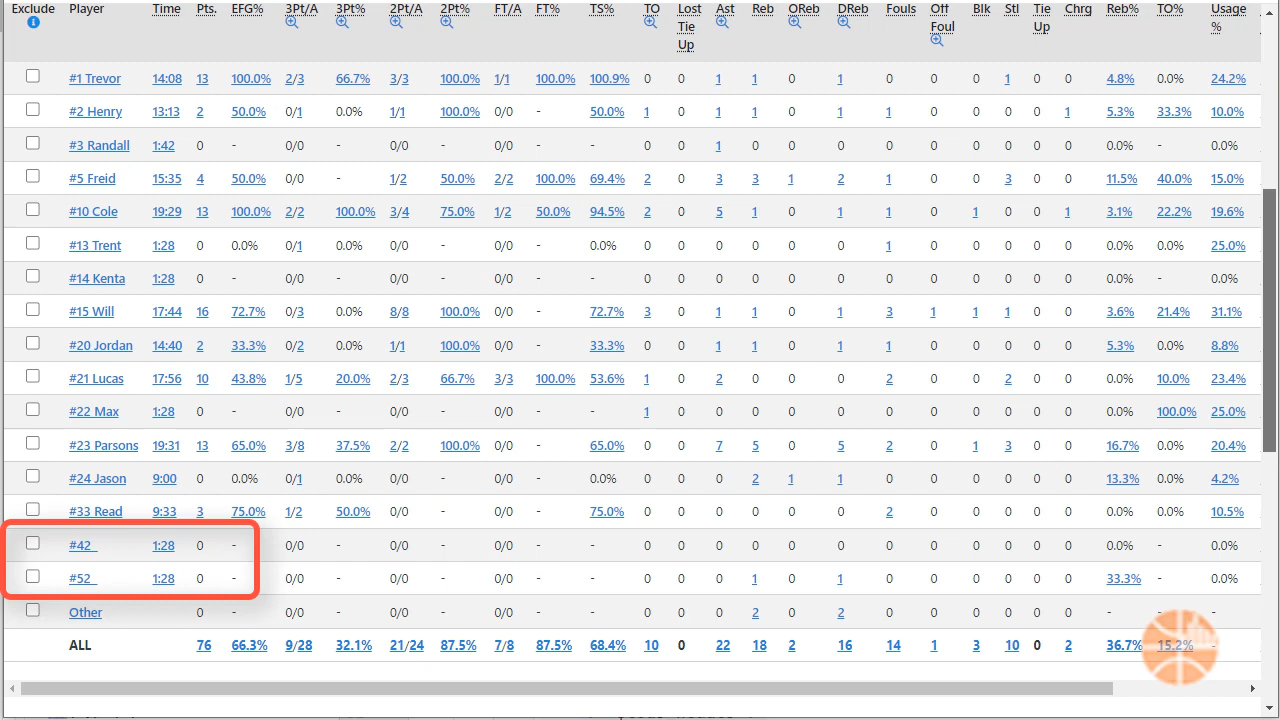 Exclude Player Time Pts. EFG% 3Pt/A 3Pt% 2Pt/A 2Pt% FT/A FT% TS% TO Lost Tie Up Ast Reb OReb DReb Fouls Off Foul Blk Stl Tie Up Chrg Reb% TO% Usage %
#1 Trevor 14:08 13 100.0% 2/3 66.7% 3/3 100.0% 1/1 100.0% 100.9% 0 0 1 1 0 1 0 0 0 1 0 0 4.8% 0.0% 24.2%
#2 Henry 13:13 2 50.0% 0/1 0.0% 1/1 100.0% 0/0 - 50.0% 1 0 1 1 0 1 1 0 0 0 0 1 5.3% 33.3% 10.0%
#3 Randall 1:42 0 - 0/0 - 0/0 - 0/0 - - 0 0 1 0 0 0 0 0 0 0 0 0 0.0% - 0.0%
#5 Freid 15:35 4 50.0% 0/0 - 1/2 50.0% 2/2 100.0% 69.4% 2 0 3 3 1 2 1 0 0 3 0 0 11.5% 40.0% 15.0%
#10 Cole 19:29 13 100.0% 2/2 100.0% 3/4 75.0% 1/2 50.0% 94.5% 2 0 5 1 0 1 1 0 1 0 0 1 3.1% 22.2% 19.6%
#13 Trent 1:28 0 0.0% 0/1 0.0% 0/0 - 0/0 - 0.0% 0 0 0 0 0 0 1 0 0 0 0 0 0.0% 0.0% 25.0%
#14 Kenta 1:28 0 - 0/0 - 0/0 - 0/0 - - 0 0 0 0 0 0 0 0 0 0 0 0 0.0% - 0.0%
#15 Will 17:44 16 72.7% 0/3 0.0% 8/8 100.0% 0/0 - 72.7% 3 0 1 1 0 1 3 1 1 1 0 0 3.6% 21.4% 31.1%
#20 Jordan 14:40 2 33.3% 0/2 0.0% 1/1 100.0% 0/0 - 33.3% 0 0 1 1 0 1 1 0 0 0 0 0 5.3% 0.0% 8.8%
#21 Lucas 17:56 10 43.8% 1/5 20.0% 2/3 66.7% 3/3 100.0% 53.6% 1 0 2 0 0 0 2 0 0 2 0 0 0.0% 10.0% 23.4%
#22 Max 1:28 0 - 0/0 - 0/0 - 0/0 - - 1 0 0 0 0 0 0 0 0 0 0 0 0.0% 100.0% 25.0%
#23 Parsons 19:31 13 65.0% 3/8 37.5% 2/2 100.0% 0/0 - 65.0% 0 0 7 5 0 5 2 0 1 3 0 0 16.7% 0.0% 20.4%
#24 Jason 9:00 0 0.0% 0/1 0.0% 0/0 - 0/0 - 0.0% 0 0 0 2 1 1 0 0 0 0 0 0 13.3% 0.0% 4.2%
#33 Read 9:33 3 75.0% 1/2 50.0% 0/0 - 0/0 - 75.0% 0 0 0 0 0 0 2 0 0 0 0 0 0.0% 0.0% 10.5%
#42 1:28 0 - 0/0 - 0/0 - 0/0 - - 0 0 0 0 0 0 0 0 0 0 0 0 0.0% - 0.0%
#52 1:28 0 - 0/0 - 0/0 - 0/0 - - 0 0 0 1 0 1 0 0 0 0 0 0 33.3% - 0.0%
Other 0 - 0/0 - 0/0 - 0/0 - - 0 0 0 2 0 2 0 0 0 0 0 0 - - -
ALL 76 66.3% 9/28 32.1% 21/24 87.5% 7/8 87.5% 68.4% 10 0 22 18 2 16 14 1 3 10 0 2 36.7% 15.2% -